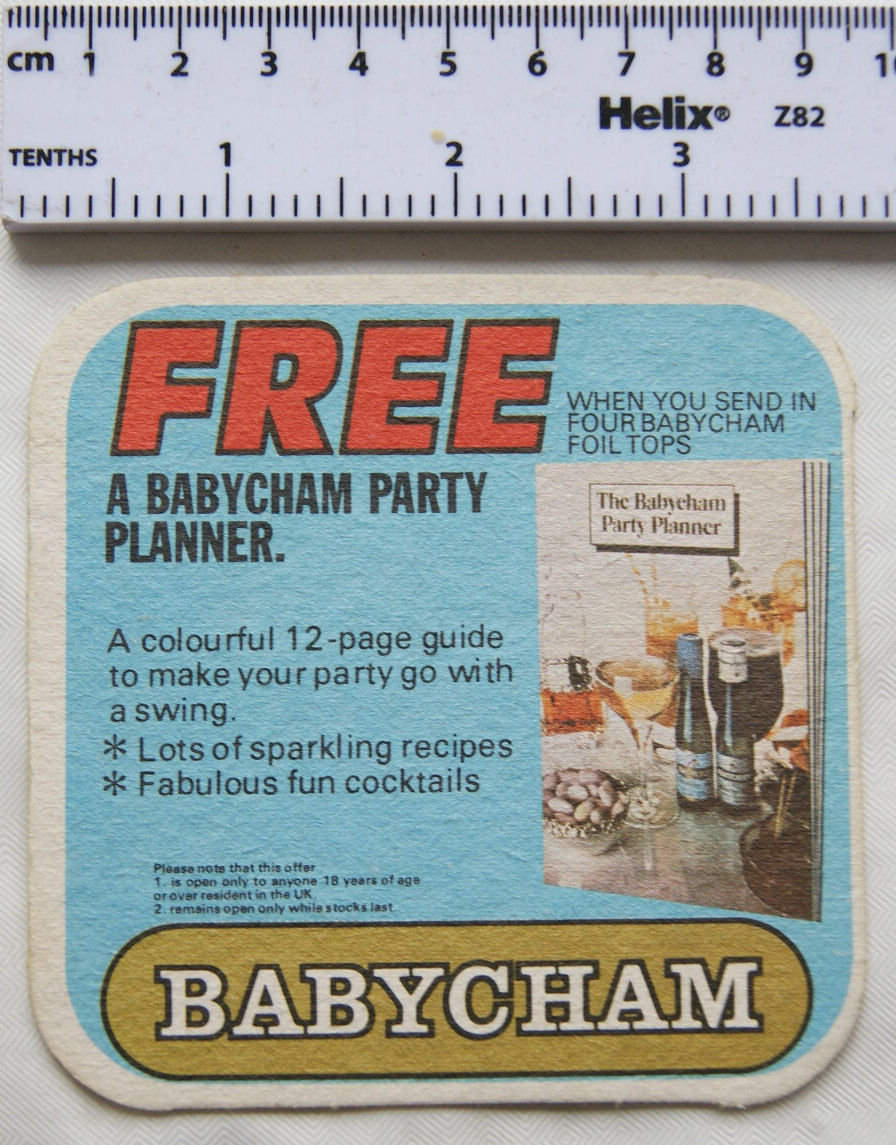 cm 1 2 3 4 5 6 7 8 9 10
Helix® Z82
TENTHS 1 2 3
FREE
WHEN YOU SEND IN
FOUR BABYCHAM
FOIL TOPS
A BABYCHAM PARTY
PLANNER.
The Babycham
Party Planner
A colourful 12-page guide
to make your party go with
a swing.
* Lots of sparkling recipes
* Fabulous fun cocktails
Please note that this offer
1. is open only to anyone 18 years of age
or over resident in the UK.
2. remains open only while stocks last.
BABYCHAM